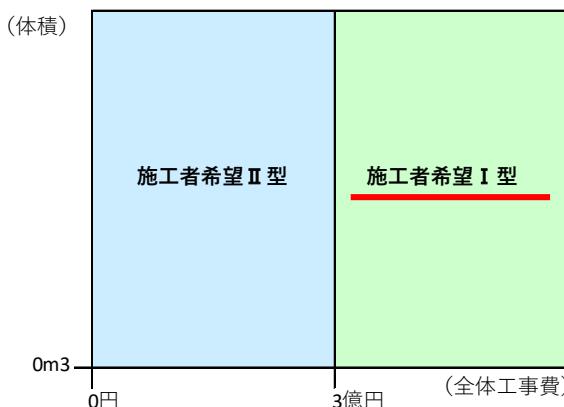 （体積）
施工者希望Ⅱ型
施工者希望Ⅰ型
0m3
0円
3億円
（全体工事費）